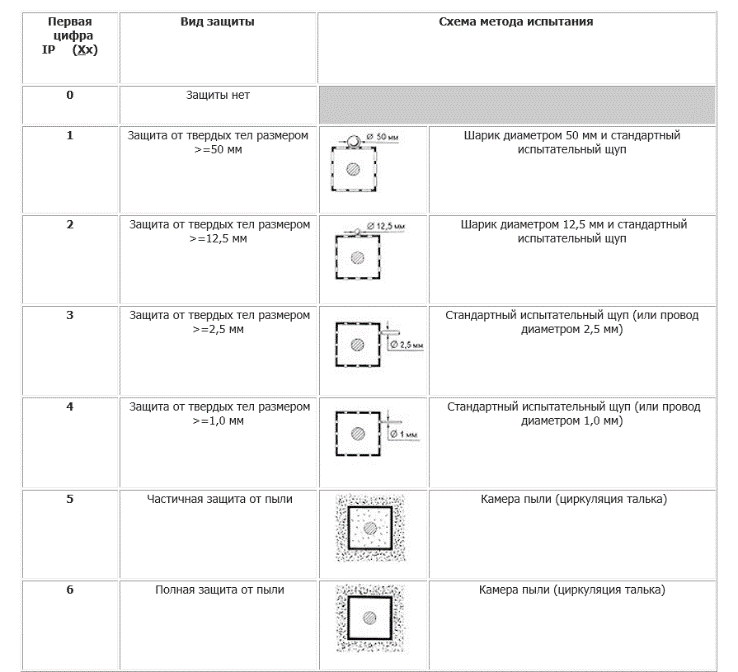 Первая
цифра
IP (Xx)
Вид защиты
Схема метода испытания
0
Защиты нет
1
Защита от твердых тел размером
>=50 мм
Ø 50 мм
Шарик диаметром 50 мм и стандартный
испытательный щуп
2
Защита от твердых тел размером
>=12,5 мм
Ø 12,5 мм
Шарик диаметром 12,5 мм и стандартный
испытательный щуп
3
Защита от твердых тел размером
>=2,5 мм
Ø 2,5 мм
Стандартный испытательный щуп (или провод
диаметром 2,5 мм)
4
Защита от твердых тел размером
>=1,0 мм
Ø 1 мм
Стандартный испытательный щуп (или провод
диаметром 1,0 мм)
5
Частичная защита от пыли
Камера пыли (циркуляция талька)
6
Полная защита от пыли
Камера пыли (циркуляция талька)